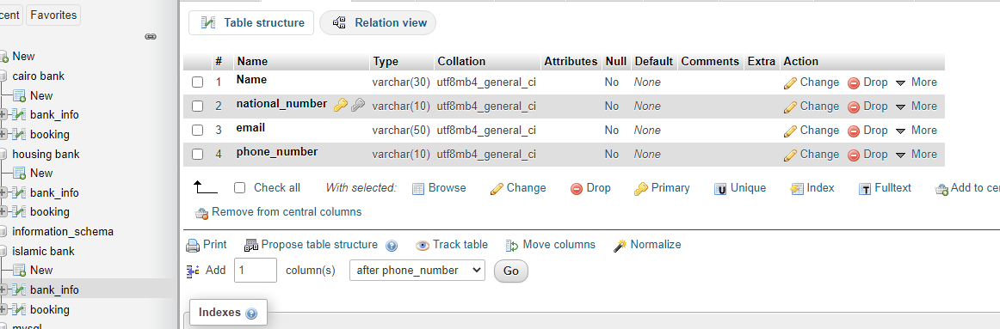 cent Favorites
New
cairo bank
New
bank_info
booking
housing bank
New
bank_info
booking
information_schema
islamic bank
New
bank_info
booking
mysql
Table structure Relation view
# Name Type Collation Attributes Null Default Comments Extra Action
1 Name varchar(30) utf8mb4_general_ci No None Change Drop More
2 national_number varchar(10) utf8mb4_general_ci No None Change Drop More
3 email varchar(50) utf8mb4_general_ci No None Change Drop More
4 phone_number varchar(10) utf8mb4_general_ci No None Change Drop More
Check all With selected: Browse Change Drop Primary Unique Index Fulltext Add to cen
Remove from central columns
Print Propose table structure Track table Move columns Normalize
Add 1 column(s) after phone_number Go
Indexes